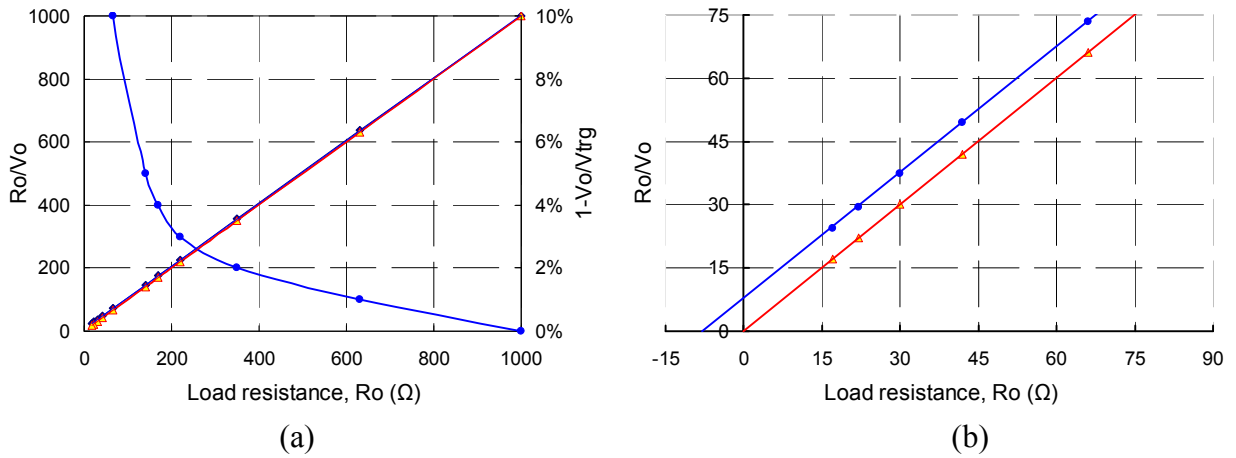 1000
800
600
400
200
0
Ro/Vo
10%
8%
6%
4%
2%
0%
1-Vo/Vtrg
0 200 400 600 800 1000
Load resistance, Ro (Ω)
(a)
75
60
45
30
15
0
Ro/Vo
-15 0 15 30 45 60 75 90
Load resistance, Ro (Ω)
(b)